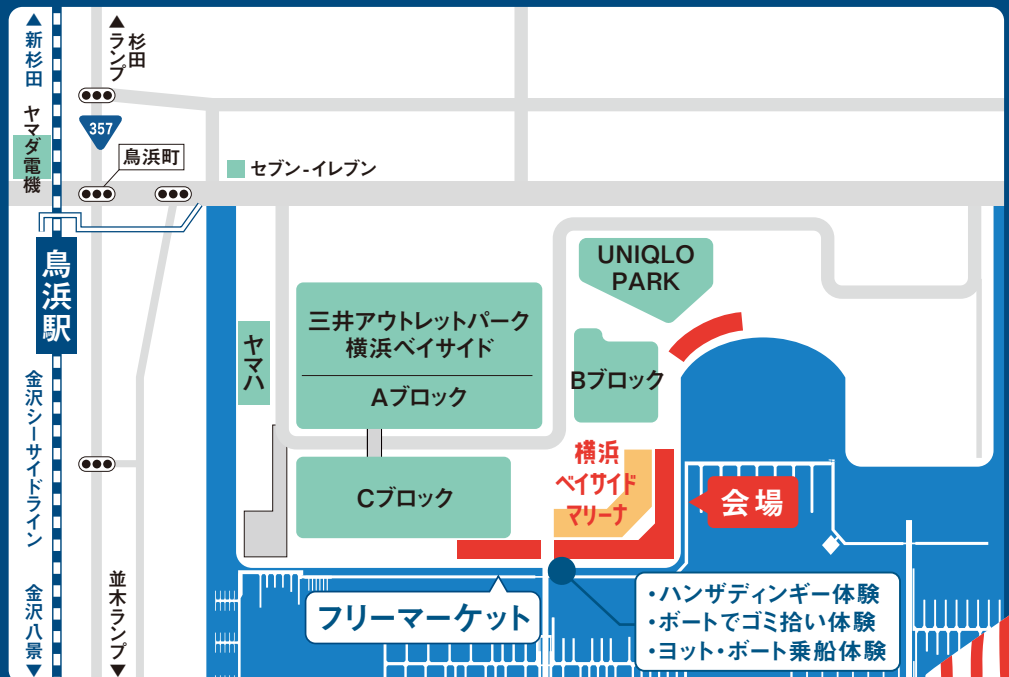 ▲新杉田
▲杉田ランプ
ヤマダ電機
357
鳥浜町
セブン-イレブン
鳥浜駅
UNIQLO
PARK
三井アウトレットパーク
横浜ベイサイド
Aブロック
ヤマハ
Bブロック
金沢シーサイドライン
横浜
ベイサイド
マリーナ
Cブロック
会場
金沢八景▼
並木ランプ▼
フリーマーケット
・ハンザディンギー体験
・ボートでゴミ拾い体験
・ヨット・ボート乗船体験